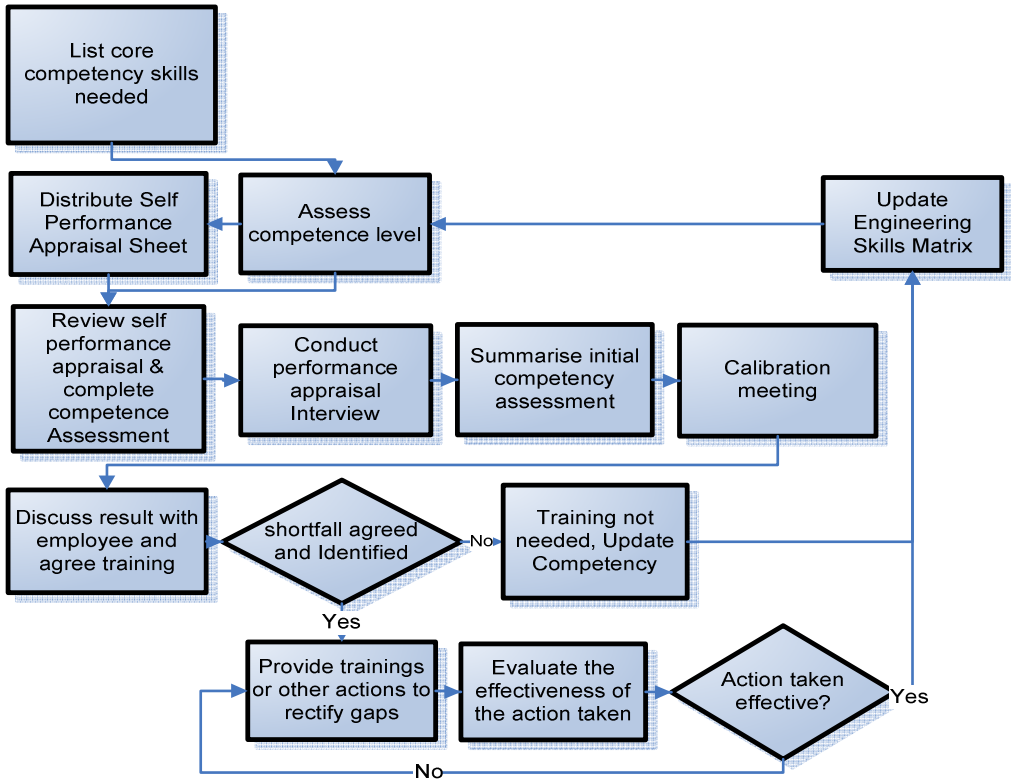 List core
competency skills
needed
Distribute Self
Performance
Appraisal Sheet
Assess
competence level
Update
Engineering
Skills Matrix
Review self
performance
appraisal &
complete
competence
Assessment
Conduct
performance
appraisal
Interview
Summarise initial
competency
assessment
Calibration
meeting
Discuss result with
employee and
agree training
shortfall agreed
and Identified
No
Training not
needed, Update
Competency
Yes
Provide trainings
or other actions to
rectify gaps
Evaluate the
effectiveness of
the action taken
Action taken
effective?
Yes
No